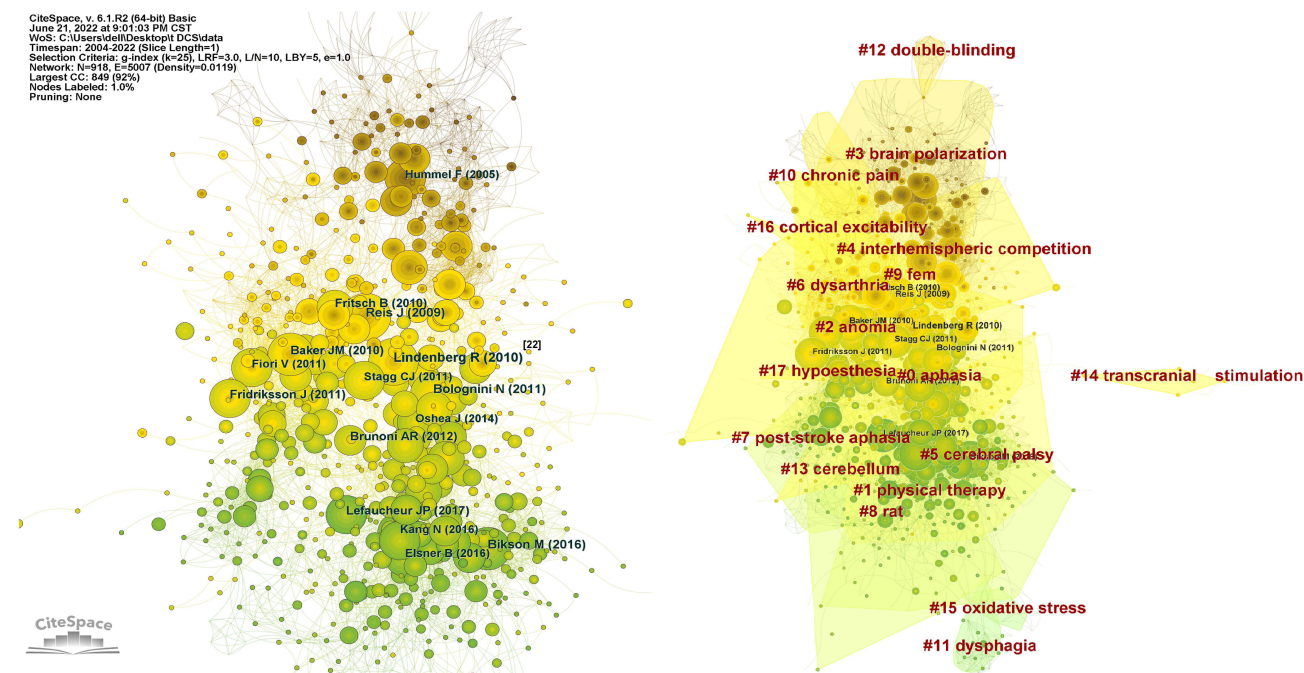 CiteSpace, v. 6.1.R2 (64-bit) Basic
June 21, 2022 at 9:01:03 PM CST
WoS: C:\Users\dell\Desktop\t DCS\data
Timespan: 2004-2022 (Slice Length=1)
Selection Criteria: g-index (k=25), LRF=3.0, L/N=10, LBY=5, e=1.0
Network: N=918, E=5007 (Density=0.0119)
Largest CC: 849 (92%)
Nodes Labeled: 1.0%
Pruning: None
Hummel F (2005)
Fritsch B (2010)
Reis J (2009)
[22]
Baker JM (2010)
Lindenberg R (2010)
Fiori V (2011)
Stagg CJ (2011)
Bolognini N (2011)
Fridriksson J (2011)
Oshea J (2014)
Brunoni AR (2012)
Lefaucheur JP (2017)
Kang N (2016)
Bikson M (2016)
Elsner B (2016)
CiteSpace
#12 double-blinding
#3 brain polarization
#10 chronic pain
#16 cortical excitability
#4 interhemispheric competition
#9 fem
#6 dysarthria
(2010)
Reis J (2009)
Baker JM (2010)
#2 anomia
Lindenberg R (2010)
Stagg CJ (2011)
Bolognini N (2011)
Fridriksson J (2011)
#17 hypoesthesia
#0 aphasia
#14 transcranial stimulation
Lefaucheur JP (2017)
#7 post-stroke aphasia
#5 cerebral palsy
#13 cerebellum
#1 physical therapy
#8 rat
#15 oxidative stress
#11 dysphagia